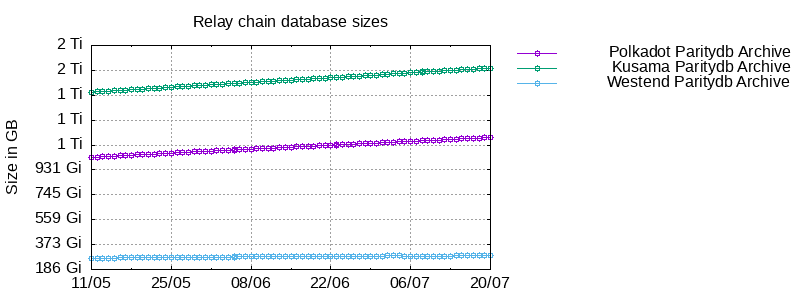 Relay chain database sizes
2 Ti
2 Ti
1 Ti
1 Ti
1 Ti
931 Gi
745 Gi
559 Gi
373 Gi
186 Gi
Size in GB
11/05 25/05 08/06 22/06 06/07 20/07
Polkadot Paritydb Archive
Kusama Paritydb Archive
Westend Paritydb Archive